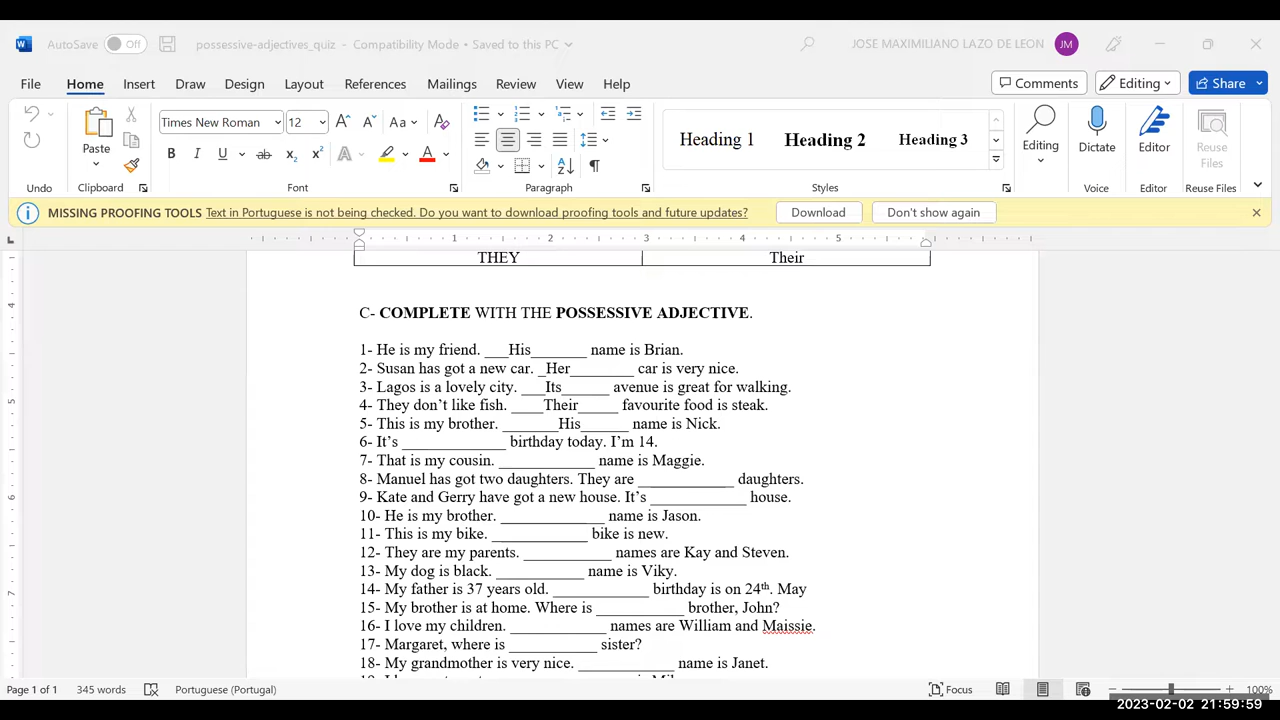 AutoSave Off possessive-adjectives_quiz - Compatibility Mode • Saved to this PC JOSE MAXIMILIANO LAZO DE LEON JM
File Home Insert Draw Design Layout References Mailings Review View Help Comments Editing Share
Times New Roman 12 Aa Heading 1 Heading 2 Heading 3
Paste Editing Dictate Editor Reuse Files
Undo Clipboard Font Paragraph Styles Voice Editor Reuse Files
MISSING PROOFING TOOLS Text in Portuguese is not being checked. Do you want to download proofing tools and future updates? Download Don't show again
1 2 3 4 5
THEY Their
C- COMPLETE WITH THE POSSESSIVE ADJECTIVE.
1- He is my friend. ___His_______ name is Brian.
2- Susan has got a new car. _Her________ car is very nice.
3- Lagos is a lovely city. ___Its______ avenue is great for walking.
4- They don’t like fish. ____Their_____ favourite food is steak.
5- This is my brother. _______His______ name is Nick.
6- It’s _____________ birthday today. I’m 14.
7- That is my cousin. ____________ name is Maggie.
8- Manuel has got two daughters. They are ____________ daughters.
9- Kate and Gerry have got a new house. It’s ____________ house.
10- He is my brother. _____________ name is Jason.
11- This is my bike. ____________ bike is new.
12- They are my parents. ___________ names are Kay and Steven.
13- My dog is black. ___________ name is Viky.
14- My father is 37 years old. ____________ birthday is on 24th. May
15- My brother is at home. Where is ___________ brother, John?
16- I love my children. ____________ names are William and Maissie.
17- Margaret, where is ___________ sister?
18- My grandmother is very nice. ____________ name is Janet.
Page 1 of 1 345 words Portuguese (Portugal) Focus 100%
2023-02-02 21:59:59